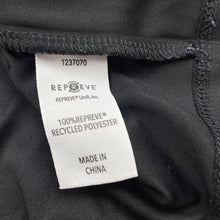 1237070
REPREVE
REPREVE® Unifi, Inc.
100%REPREVE®
RECYCLED POLYESTER
MADE IN
CHINA